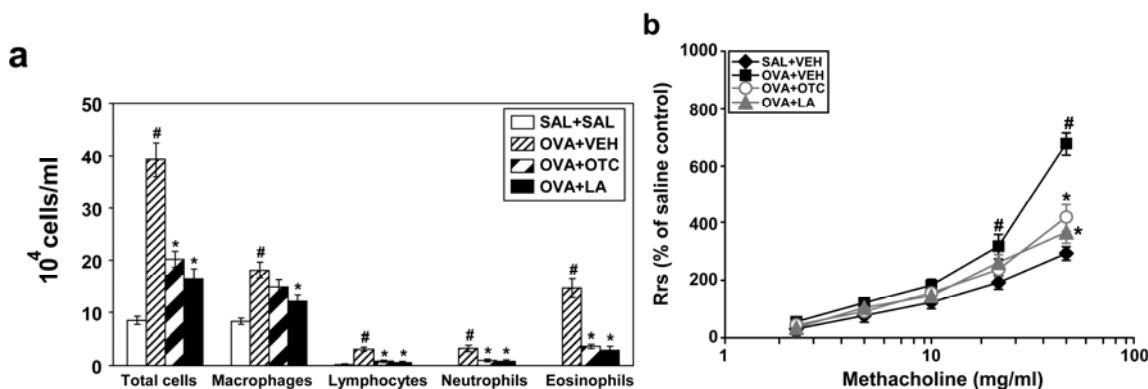 a
10⁴ cells/ml
50
40
30
20
10
0
SAL+SAL
OVA+VEH
OVA+OTC
OVA+LA
#
*
*
#
*
#
* *
#
* *
#
* *
Total cells Macrophages Lymphocytes Neutrophils Eosinophils
b
Rrs (% of saline control)
1000
800
600
400
200
0
SAL+VEH
OVA+VEH
OVA+OTC
OVA+LA
#
#
*
*
1 10 100
Methacholine (mg/ml)